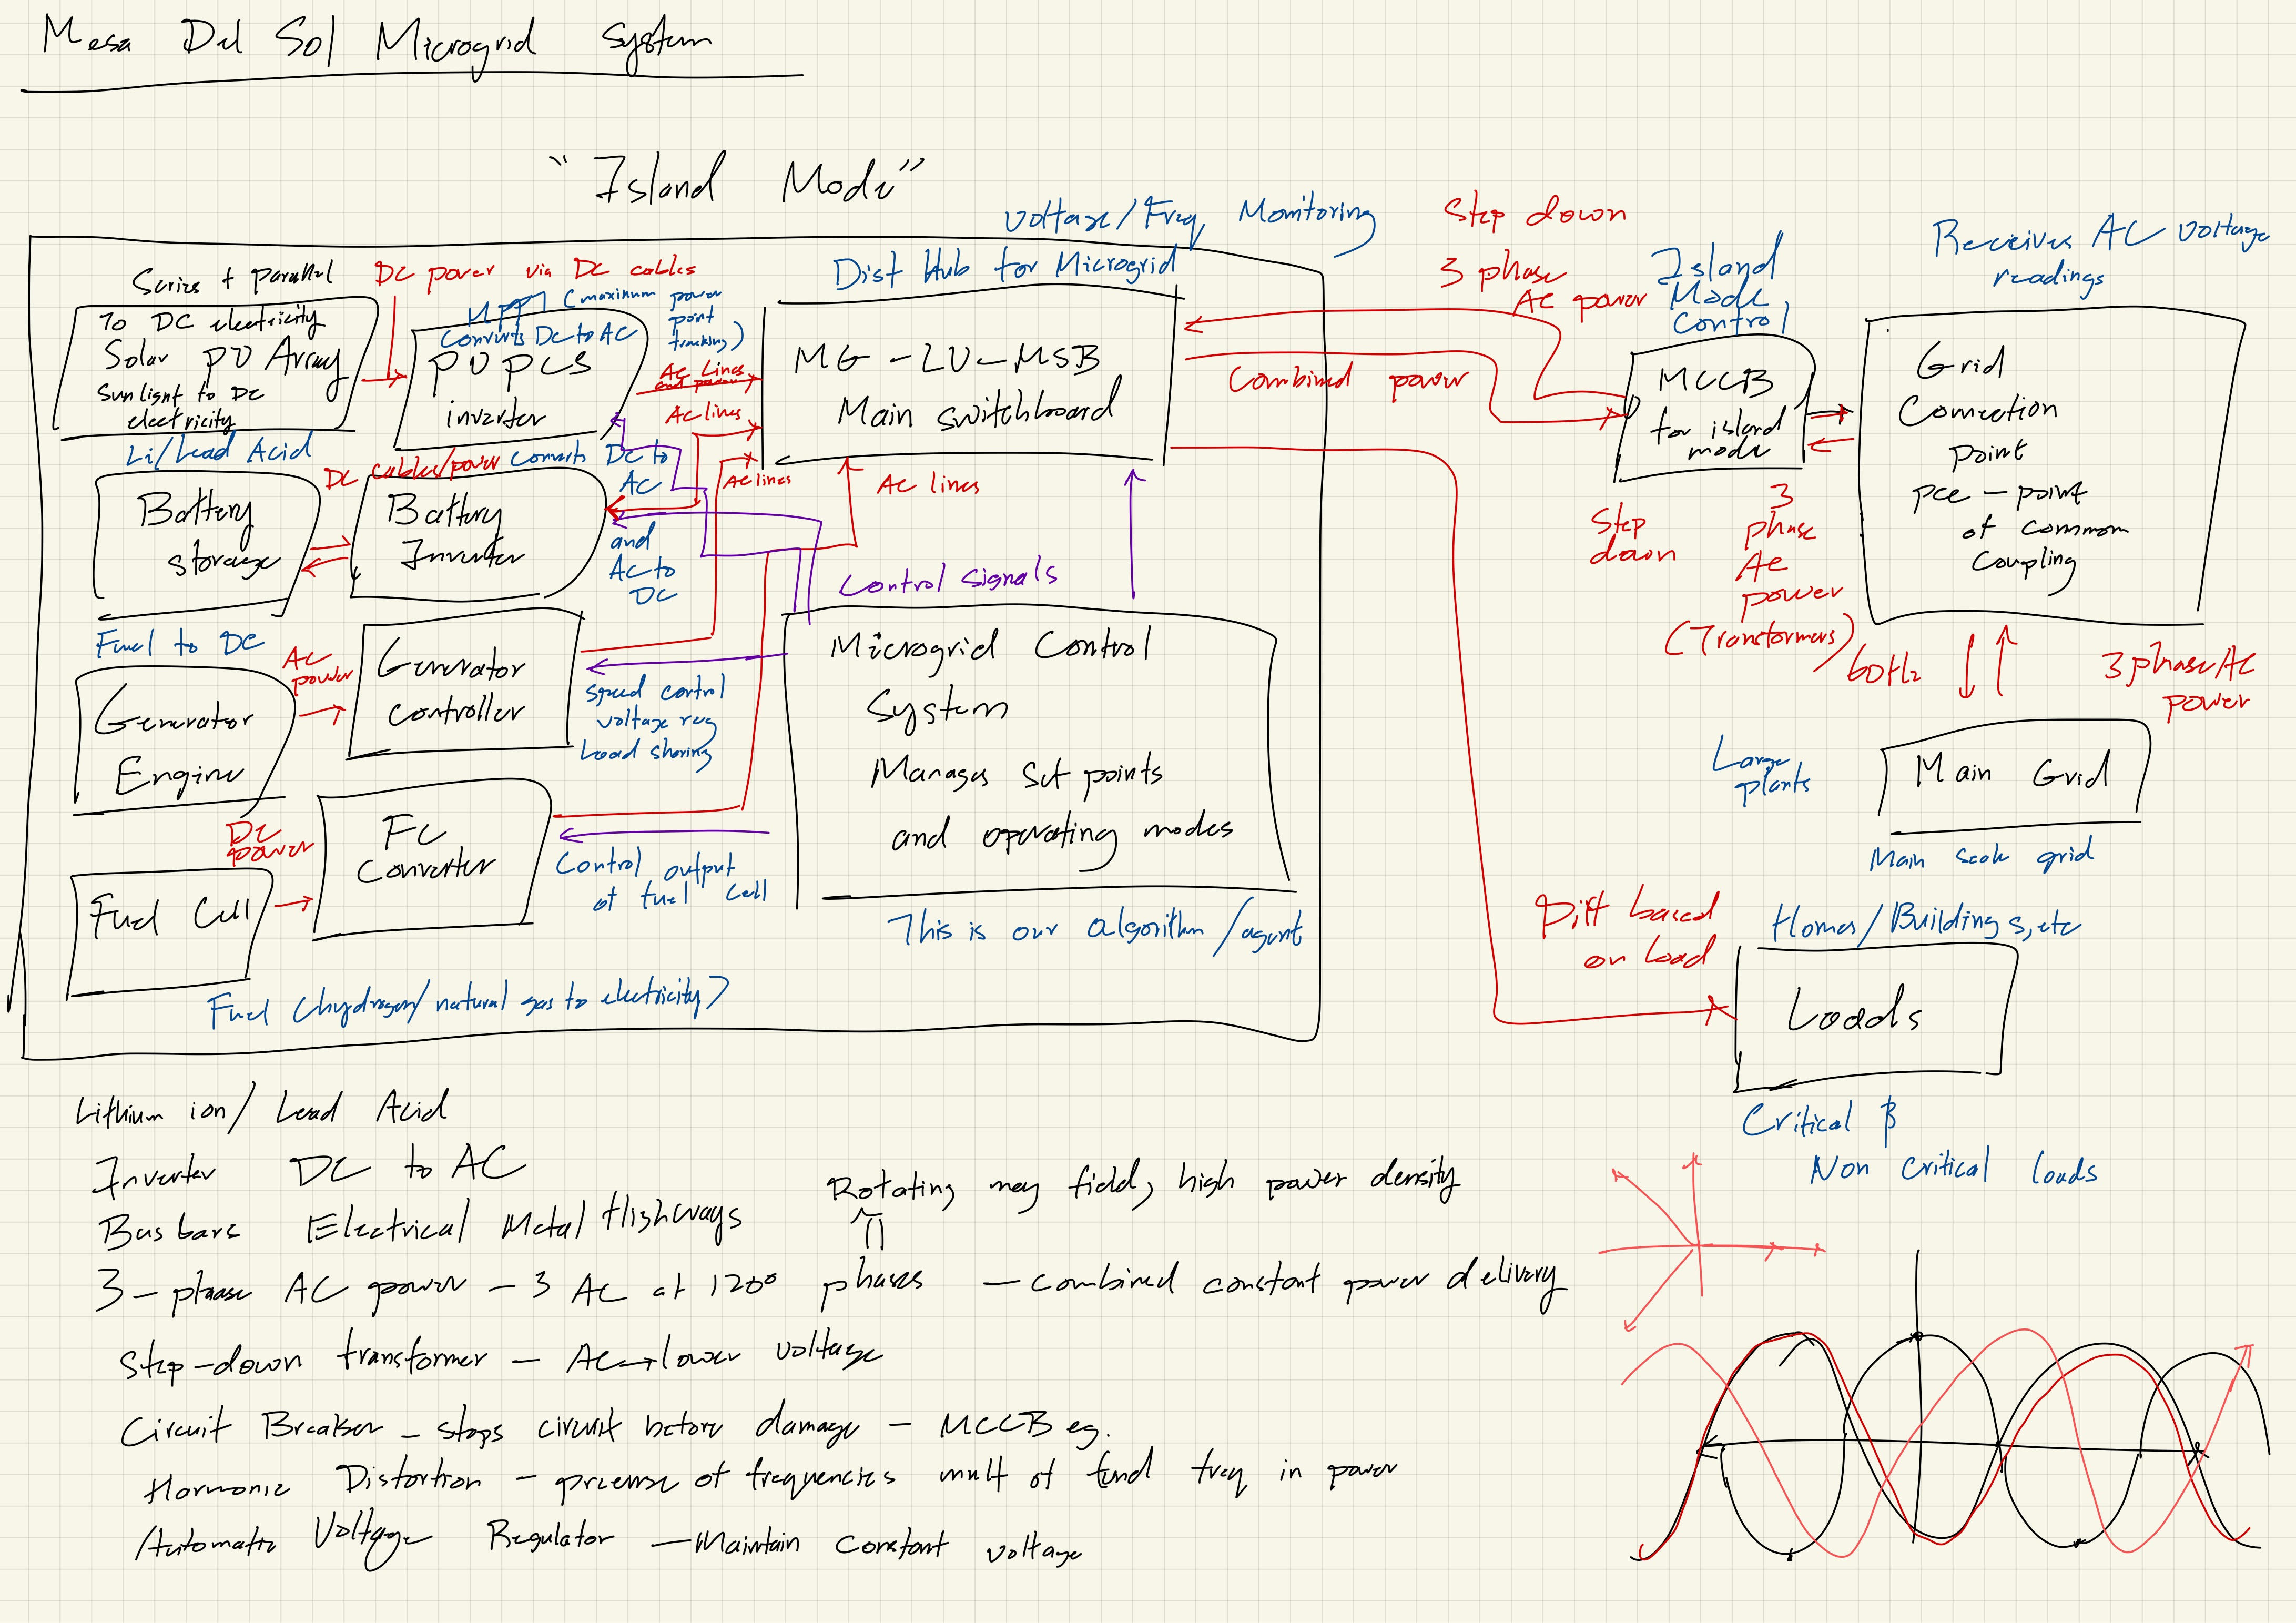 Mesa Del Sol Microgrid System
"Island Mode"
Voltage/Freq Monitoring
Series + parallel
DC power via DC cables
To DC electricity
Solar PV Array
Sunlight to DC
electricity
MPPT (maximum power
point
tracking)
Converts DC to AC
PV PCS
inverter
AC Lines
AC lines
Dist Hub for Microgrid
MG-LV-MSB
Main switchboard
Li/Lead Acid
Battery
storage
DC cables/power
Converts DC to
AC
and
AC to
DC
Battery
Inverter
AC lines
AC lines
Control Signals
Fuel to DC
Generator
Engine
AC
power
Generator
controller
speed control
voltage reg
Load sharing
DC
power
Fuel Cell
FC
Converter
Control output
of fuel cell
Fuel (hydrogen/natural gas to electricity)
Microgrid Control
System
Manages Set points
and operating modes
This is our algorithm/agent
Step down
3 phase
AC power
Combined power
Island
Mode
Control
MCCB
for island
mode
Step
down
3
phase
AC
power
(Transformers)
Receives AC Voltage
readings
Grid
Connection
Point
pcc - point
of common
Coupling
60Hz
3 phase AC
power
Large
plants
Main Grid
Main scale grid
Diff based
on load
Homes/Buildings, etc
Loads
Critical &
Non critical loads
Lithium ion/ Lead Acid
Inverter DC to AC
Busbars Electrical Metal Highways
Rotating mag field, high power density
3-phase AC power - 3 AC at 120° phases - combined constant power delivery
Step-down transformer - AC→lower voltage
Circuit Breaker - stops circuit before damage - MCCB eg.
Harmonic Distortion - presense of frequencies mult of fund freq in power
Automatic Voltage Regulator - Maintain constant voltage